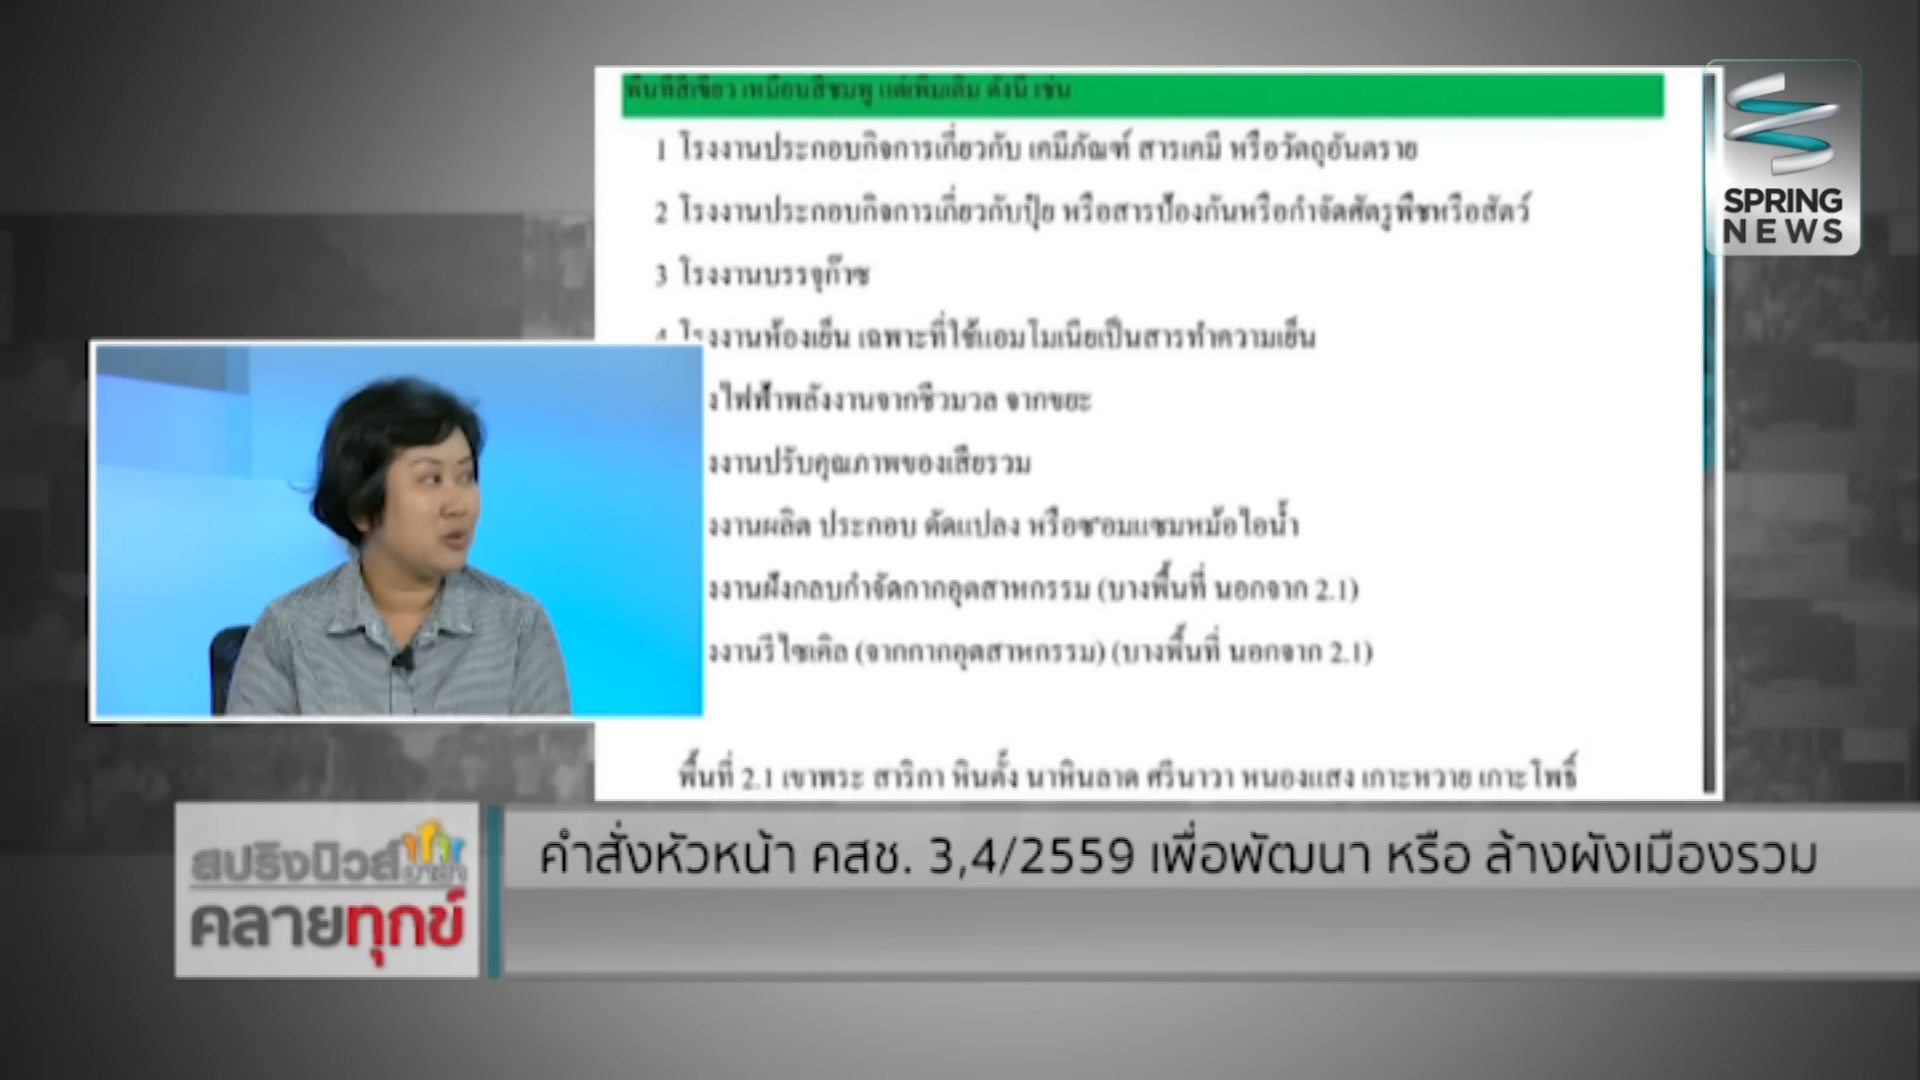 พื้นที่สีเขียว เหมือนสีชมพู แต่เพิ่มเติม ดังนี้ เช่น
1 โรงงานประกอบกิจการเกี่ยวกับ เคมีภัณฑ์ สารเคมี หรือวัตถุอันตราย
2 โรงงานประกอบกิจการเกี่ยวกับปุ๋ย หรือสารป้องกันหรือกำจัดศัตรูพืชหรือสัตว์
3 โรงงานบรรจุก๊าซ
4 โรงงานห้องเย็น เฉพาะที่ใช้แอมโมเนียเป็นสารทำความเย็น
งไฟฟ้าพลังงานจากชีวมวล จากขยะ
งงานปรับคุณภาพของเสียรวม
งงานผลิต ประกอบ ดัดแปลง หรือซ่อมแซมหม้อไอน้ำ
งงานฝังกลบกำจัดกากอุตสาหกรรม (บางพื้นที่ นอกจาก 2.1)
งงานรีไซเคิล (จากกากอุตสาหกรรม) (บางพื้นที่ นอกจาก 2.1)
พื้นที่ 2.1 เขาพระ สาริกา หินตั้ง นาหินลาด ศรีนาวา หนองแสง เกาะหวาย เกาะโพธิ์
SPRING
NEWS
สปริงนิวส์
คลายทุกข์
คำสั่งหัวหน้า คสช. 3,4/2559 เพื่อพัฒนา หรือ ล้างผังเมืองรวม